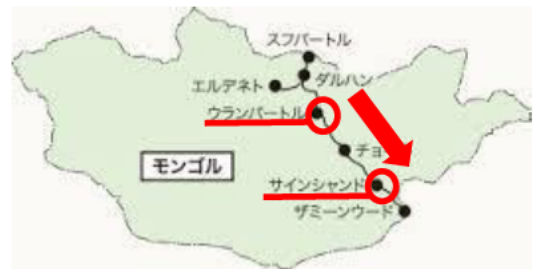 スフバートル
ダルハン
エルデネト
ウランバートル
チョ
モンゴル
サインシャンド
ザミーンウード